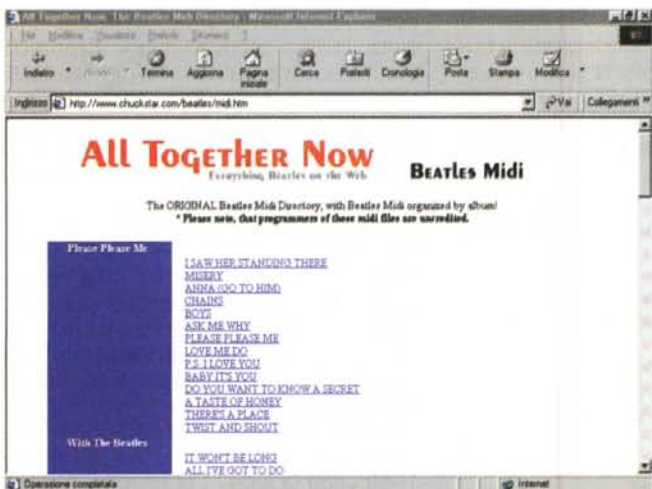 All Together Now: The Beatles Midi Directory - Microsoft Internet Explorer
File Modifica Visualizza Preferiti Strumenti ?
Indietro Termina Aggiorna Pagina iniziale Cerca Preferiti Cronologia Posta Stampa Modifica
Indirizzo http://www.chuckstar.com/beatles/midi.htm Vai Collegamenti »
All Together Now
Everything Beatles on the Web
Beatles Midi
The ORIGINAL Beatles Midi Directory, with Beatles Midi organized by album!
* Please note, that programmers of these midi files are uncredited.
Please Please Me
I SAW HER STANDING THERE
MISERY
ANNA (GO TO HIM)
CHAINS
BOYS
ASK ME WHY
PLEASE PLEASE ME
LOVE ME DO
P.S. I LOVE YOU
BABY IT'S YOU
DO YOU WANT TO KNOW A SECRET
A TASTE OF HONEY
THERE'S A PLACE
TWIST AND SHOUT
With The Beatles
IT WON'T BE LONG
ALL I'VE GOT TO DO
Operazione completata Internet